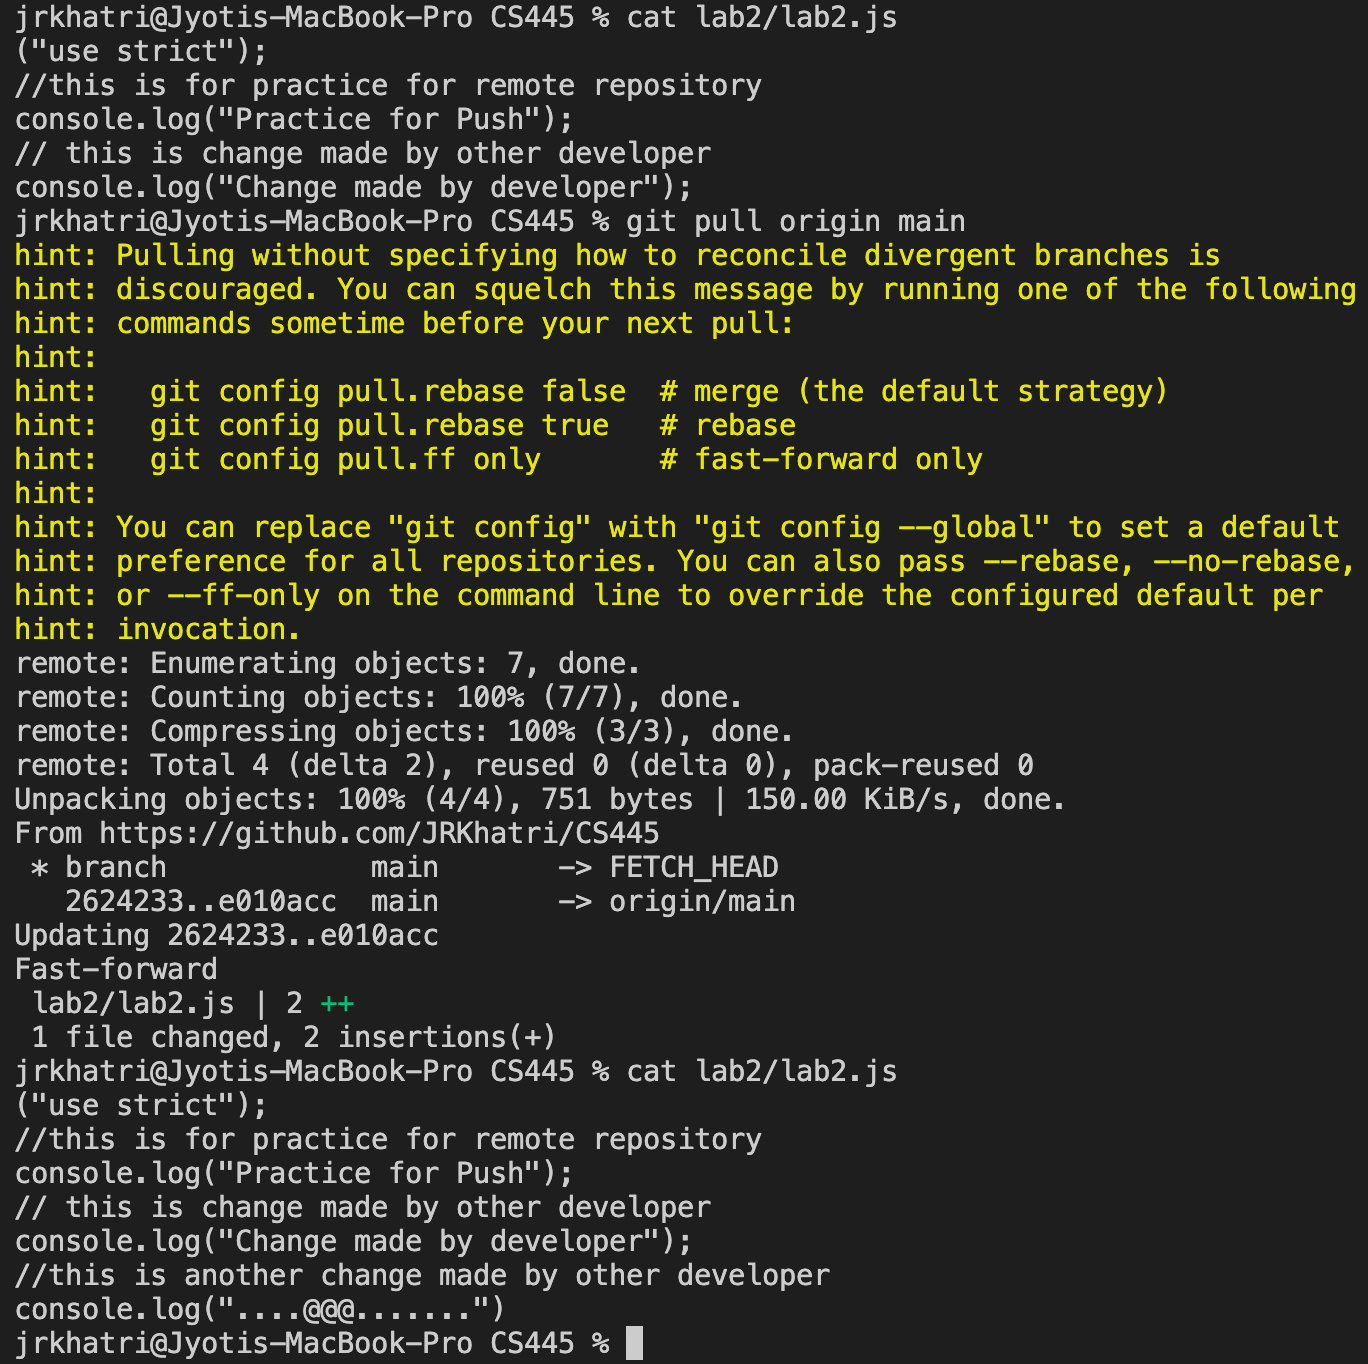 jrkhatri@Jyotis-MacBook-Pro CS445 % cat lab2/lab2.js
("use strict");
//this is for practice for remote repository
console.log("Practice for Push");
// this is change made by other developer
console.log("Change made by developer");
jrkhatri@Jyotis-MacBook-Pro CS445 % git pull origin main
hint: Pulling without specifying how to reconcile divergent branches is
hint: discouraged. You can squelch this message by running one of the following
hint: commands sometime before your next pull:
hint:
hint:   git config pull.rebase false  # merge (the default strategy)
hint:   git config pull.rebase true   # rebase
hint:   git config pull.ff only       # fast-forward only
hint:
hint: You can replace "git config" with "git config --global" to set a default
hint: preference for all repositories. You can also pass --rebase, --no-rebase,
hint: or --ff-only on the command line to override the configured default per
hint: invocation.
remote: Enumerating objects: 7, done.
remote: Counting objects: 100% (7/7), done.
remote: Compressing objects: 100% (3/3), done.
remote: Total 4 (delta 2), reused 0 (delta 0), pack-reused 0
Unpacking objects: 100% (4/4), 751 bytes | 150.00 KiB/s, done.
From https://github.com/JRKhatri/CS445
 * branch            main       -> FETCH_HEAD
   2624233..e010acc  main       -> origin/main
Updating 2624233..e010acc
Fast-forward
 lab2/lab2.js | 2 ++
 1 file changed, 2 insertions(+)
jrkhatri@Jyotis-MacBook-Pro CS445 % cat lab2/lab2.js
("use strict");
//this is for practice for remote repository
console.log("Practice for Push");
// this is change made by other developer
console.log("Change made by developer");
//this is another change made by other developer
console.log("....@@@.......")
jrkhatri@Jyotis-MacBook-Pro CS445 %